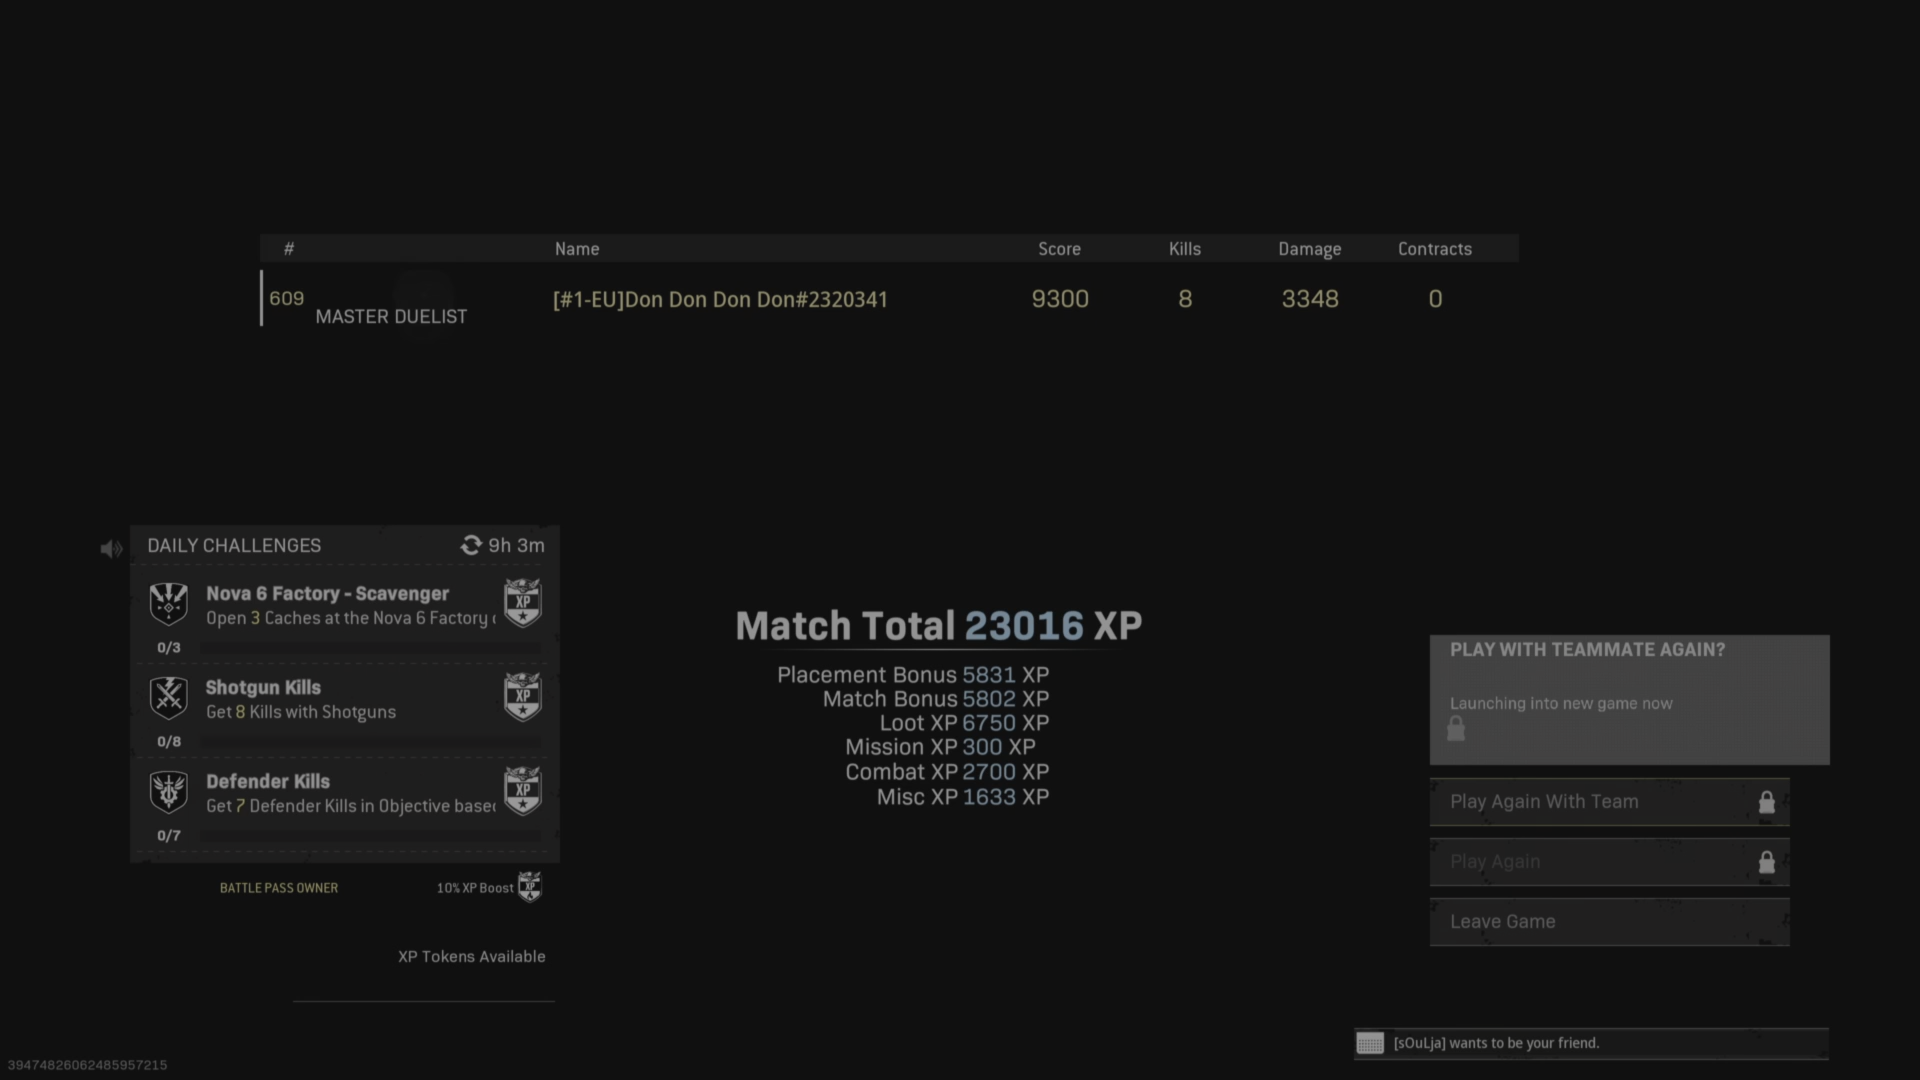 # Name Score Kills Damage Contracts
609 MASTER DUELIST [#1-EU]Don Don Don Don#2320341 9300 8 3348 0
DAILY CHALLENGES 9h 3m
Nova 6 Factory - Scavenger
Open 3 Caches at the Nova 6 Factory
XP
0/3
Shotgun Kills
Get 8 Kills with Shotguns
XP
0/8
Defender Kills
Get 7 Defender Kills in Objective based
XP
0/7
BATTLE PASS OWNER 10% XP Boost XP
XP Tokens Available
Match Total 23016 XP
Placement Bonus 5831 XP
Match Bonus 5802 XP
Loot XP 6750 XP
Mission XP 300 XP
Combat XP 2700 XP
Misc XP 1633 XP
PLAY WITH TEAMMATE AGAIN?
Launching into new game now
Play Again With Team
Play Again
Leave Game
[sOuLja] wants to be your friend.
39474826062485957215